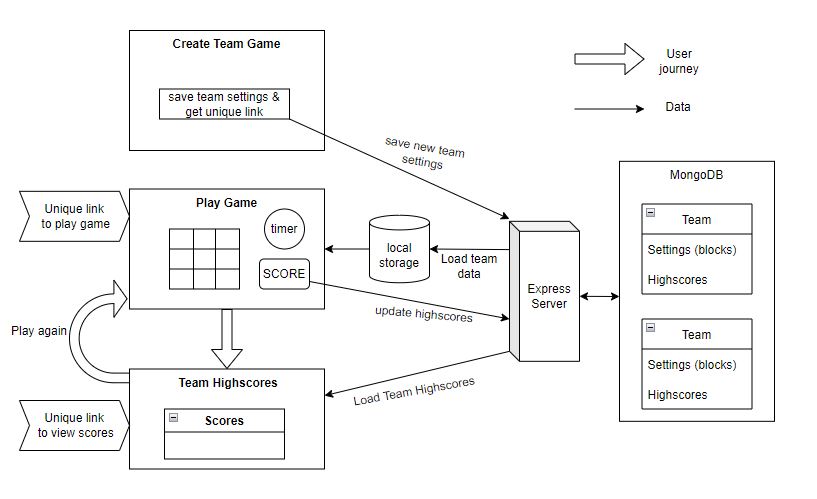 Create Team Game
save team settings &
get unique link
User
journey
Data
save new team
settings
MongoDB
Team
Settings (blocks)
Highscores
Team
Settings (blocks)
Highscores
Unique link
to play game
Play Game
timer
SCORE
local
storage
Load team
data
Express
Server
update highscores
Play again
Team Highscores
Load Team Highscores
Unique link
to view scores
Scores